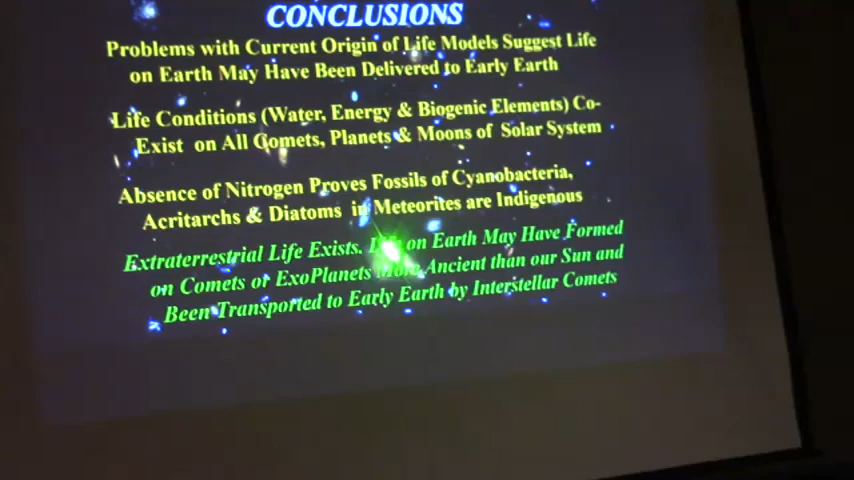 CONCLUSIONS
Problems with Current Origin of Life Models Suggest Life
on Earth May Have Been Delivered to Early Earth
Life Conditions (Water, Energy & Biogenic Elements) Co-
Exist on All Comets, Planets & Moons of Solar System
Absence of Nitrogen Proves Fossils of Cyanobacteria,
Acritarchs & Diatoms in Meteorites are Indigenous
Extraterrestrial Life Exists. Life on Earth May Have Formed
on Comets or ExoPlanets More Ancient than our Sun and
Been Transported to Early Earth by Interstellar Comets